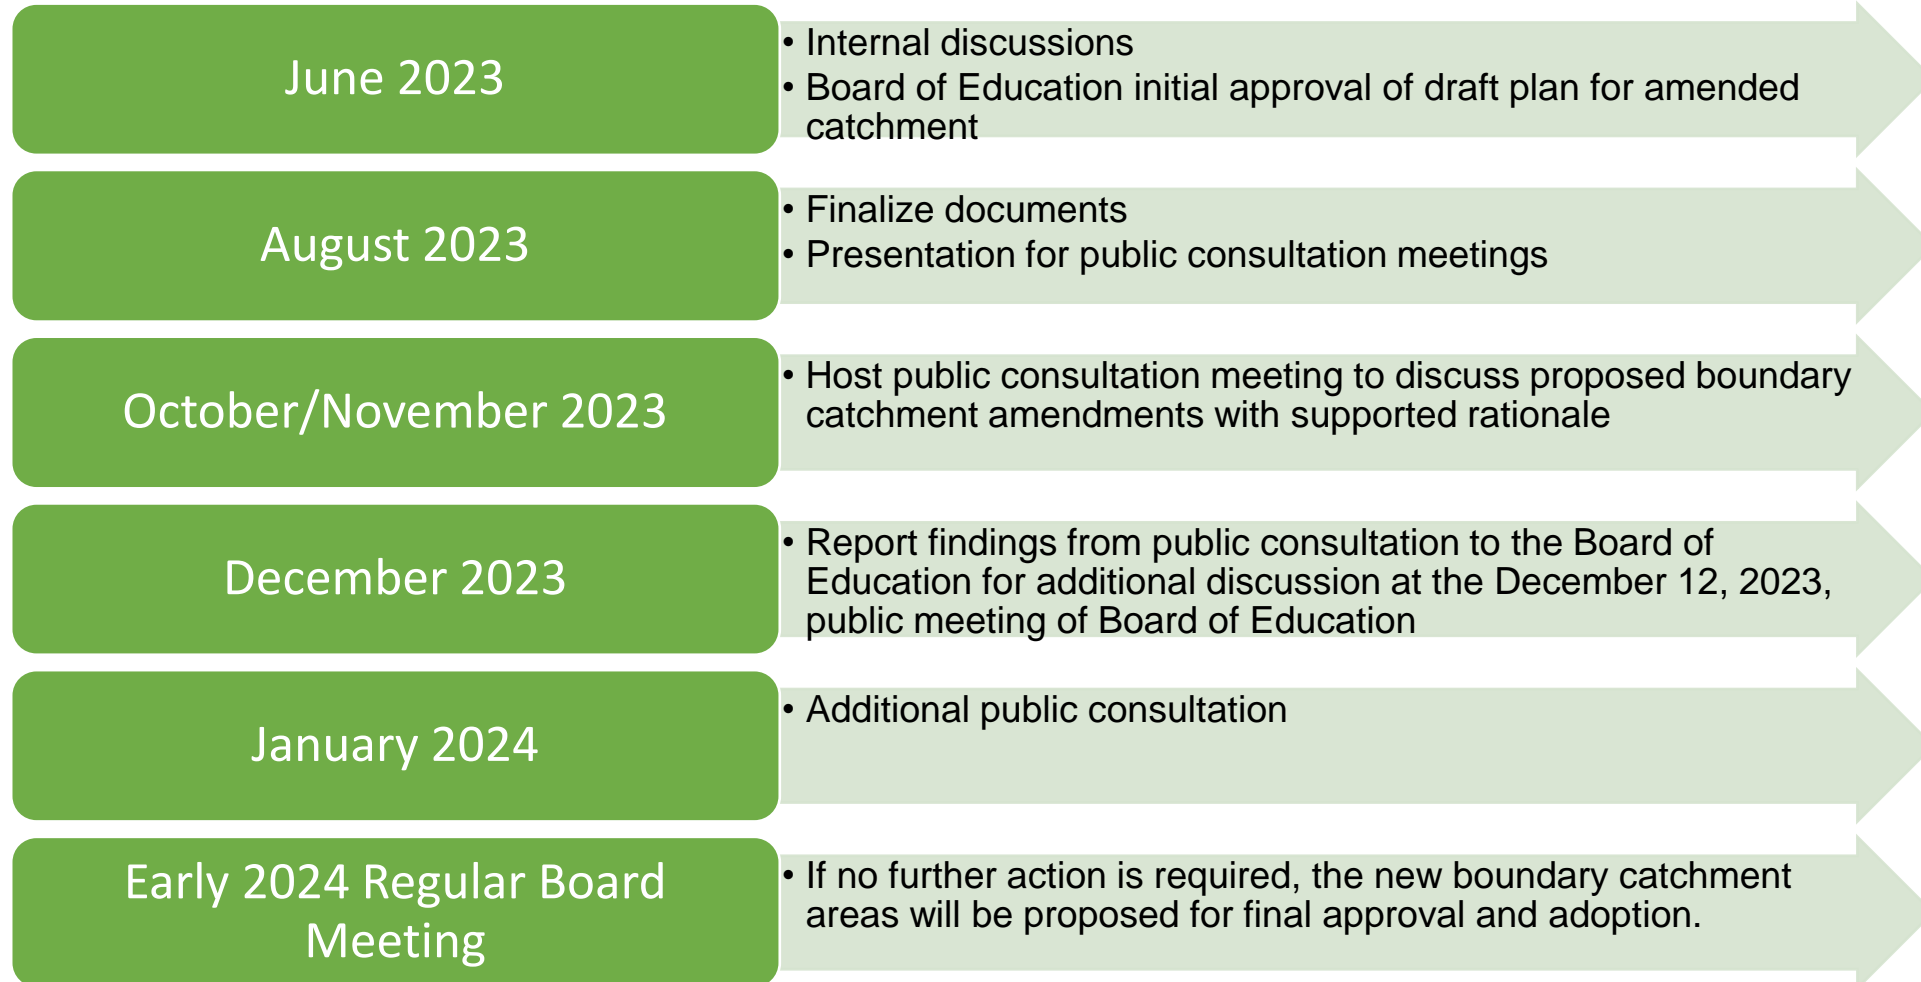 June 2023
• Internal discussions
• Board of Education initial approval of draft plan for amended
catchment
August 2023
• Finalize documents
• Presentation for public consultation meetings
October/November 2023
• Host public consultation meeting to discuss proposed boundary
catchment amendments with supported rationale
December 2023
• Report findings from public consultation to the Board of
Education for additional discussion at the December 12, 2023,
public meeting of Board of Education
January 2024
• Additional public consultation
Early 2024 Regular Board
Meeting
• If no further action is required, the new boundary catchment
areas will be proposed for final approval and adoption.